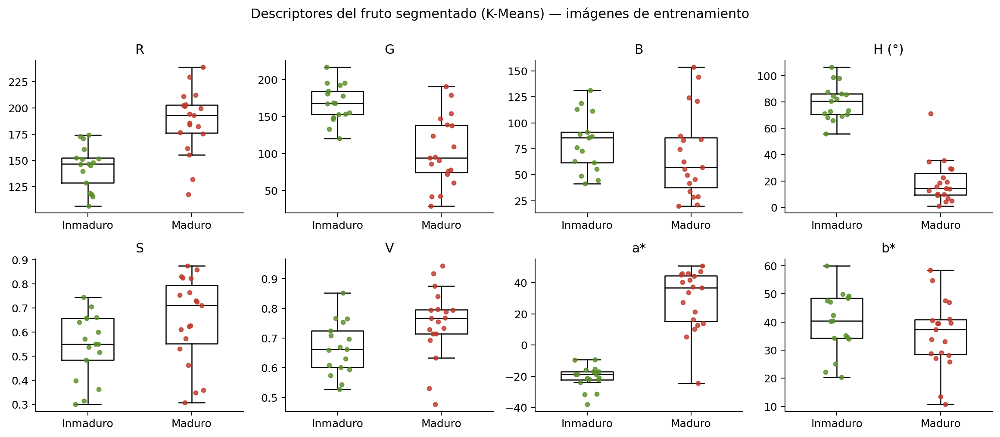 Descriptores del fruto segmentado (K-Means) — imágenes de entrenamiento
R
G
B
H (°)
225
200
175
150
125
Inmaduro
Maduro
200
150
100
50
Inmaduro
Maduro
150
125
100
75
50
25
Inmaduro
Maduro
100
80
60
40
20
0
Inmaduro
Maduro
S
V
a*
b*
0.9
0.8
0.7
0.6
0.5
0.4
0.3
Inmaduro
Maduro
0.9
0.8
0.7
0.6
0.5
Inmaduro
Maduro
40
20
0
−20
−40
Inmaduro
Maduro
60
50
40
30
20
10
Inmaduro
Maduro